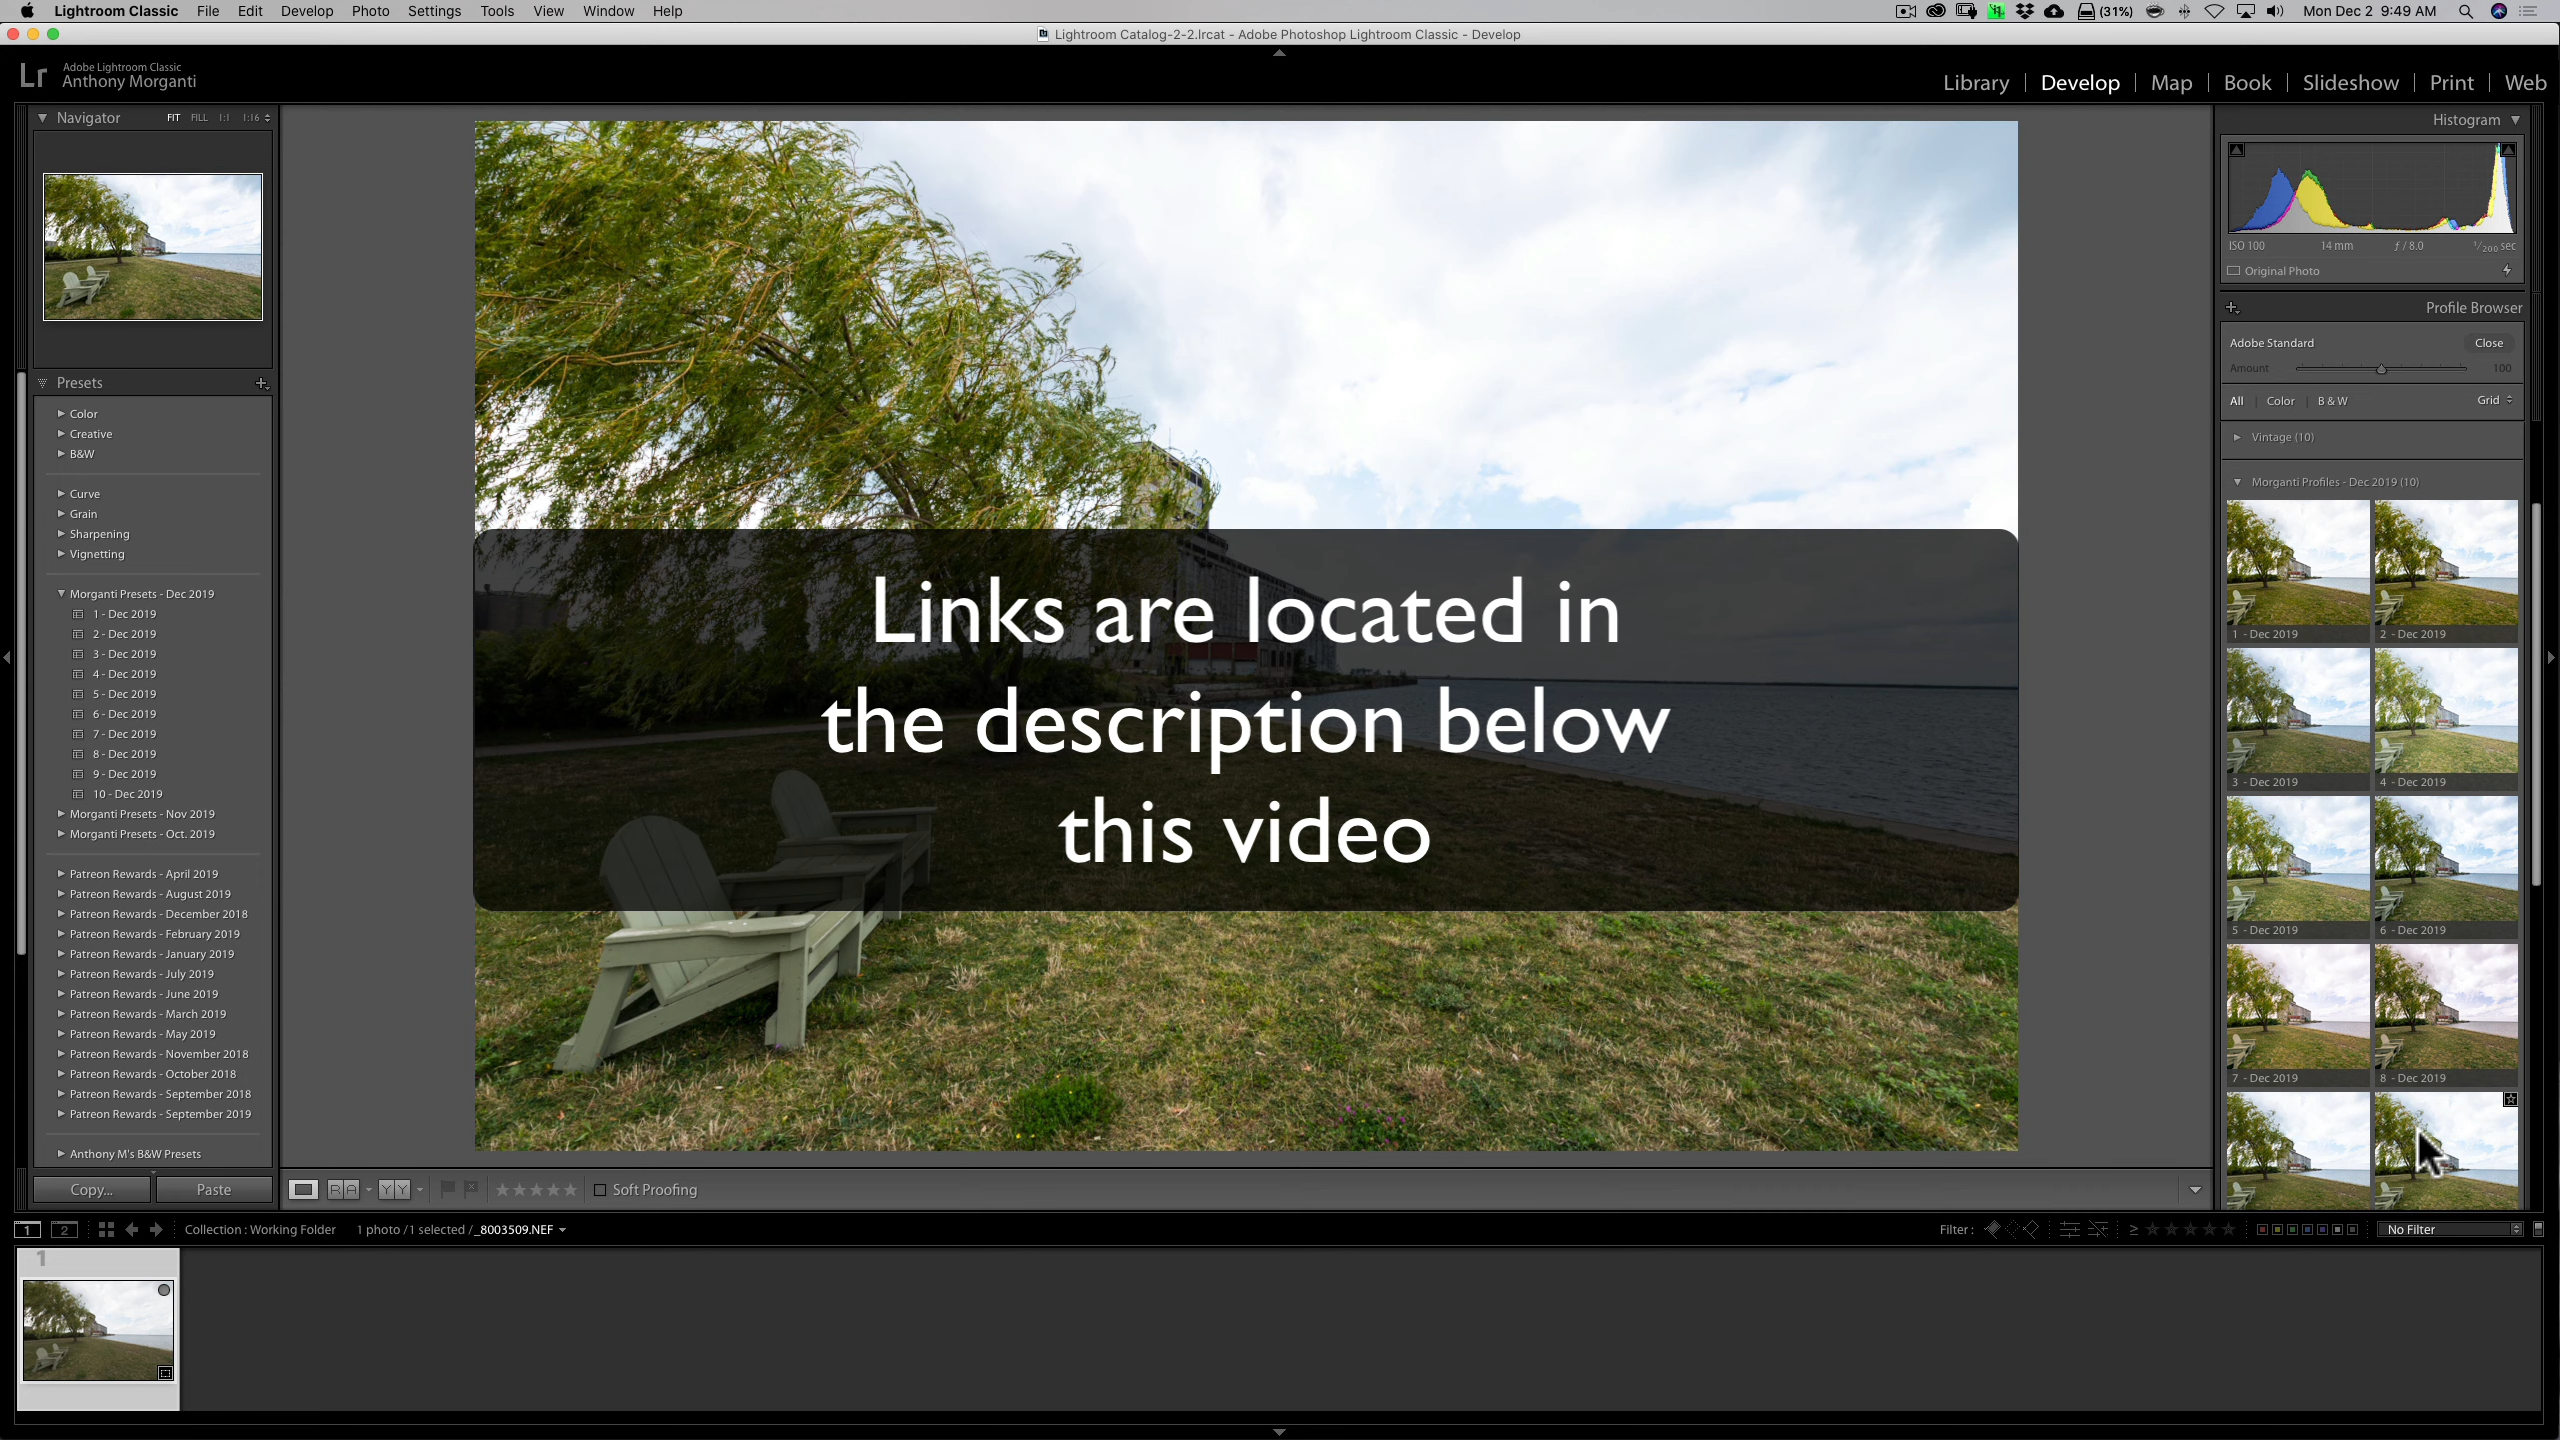 Lightroom Classic File Edit Develop Photo Settings Tools View Window Help (31%) Mon Dec 2 9:49 AM
Lightroom Catalog-2-2.lrcat - Adobe Photoshop Lightroom Classic - Develop
Lr
Adobe Lightroom Classic
Anthony Morganti
Library Develop Map Book Slideshow Print Web
Navigator FIT FILL 1:1 1:16
Presets
Color
Creative
B&W
Curve
Grain
Sharpening
Vignetting
Morganti Presets - Dec 2019
1 - Dec 2019
2 - Dec 2019
3 - Dec 2019
4 - Dec 2019
5 - Dec 2019
6 - Dec 2019
7 - Dec 2019
8 - Dec 2019
9 - Dec 2019
10 - Dec 2019
Morganti Presets - Nov 2019
Morganti Presets - Oct. 2019
Patreon Rewards - April 2019
Patreon Rewards - August 2019
Patreon Rewards - December 2018
Patreon Rewards - February 2019
Patreon Rewards - January 2019
Patreon Rewards - July 2019
Patreon Rewards - June 2019
Patreon Rewards - March 2019
Patreon Rewards - May 2019
Patreon Rewards - November 2018
Patreon Rewards - October 2018
Patreon Rewards - September 2018
Patreon Rewards - September 2019
Anthony M's B&W Presets
Copy... Paste
Links are located in
the description below
this video
R A Y Y Soft Proofing
Histogram
ISO 100 14 mm ƒ / 8.0 1/200 sec
Original Photo
Profile Browser
Adobe Standard Close
Amount 100
All Color B & W Grid
Vintage (10)
Morganti Profiles - Dec 2019 (10)
1 - Dec 2019 2 - Dec 2019
3 - Dec 2019 4 - Dec 2019
5 - Dec 2019 6 - Dec 2019
7 - Dec 2019 8 - Dec 2019
1 2 Collection : Working Folder 1 photo / 1 selected / _8003509.NEF Filter : ≥ No Filter
1